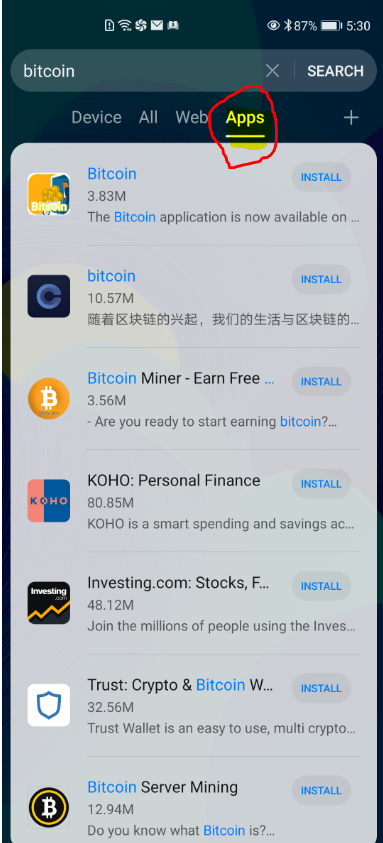 87% 5:30
bitcoin SEARCH
Device All Web Apps
Bitcoin
3.83M
The Bitcoin application is now available on ...
INSTALL
Bitcoin
bitcoin
10.57M
随着区块链的兴起，我们的生活与区块链的...
INSTALL
Bitcoin Miner - Earn Free ...
3.56M
- Are you ready to start earning bitcoin?...
INSTALL
KOHO: Personal Finance
80.85M
KOHO is a smart spending and savings ac...
INSTALL
KOHO
Investing.com: Stocks, F...
48.12M
Join the millions of people using the Inves...
INSTALL
Investing
.com
Trust: Crypto & Bitcoin W...
32.56M
Trust Wallet is an easy to use, multi crypto...
INSTALL
Bitcoin Server Mining
12.94M
Do you know what Bitcoin is?...
INSTALL